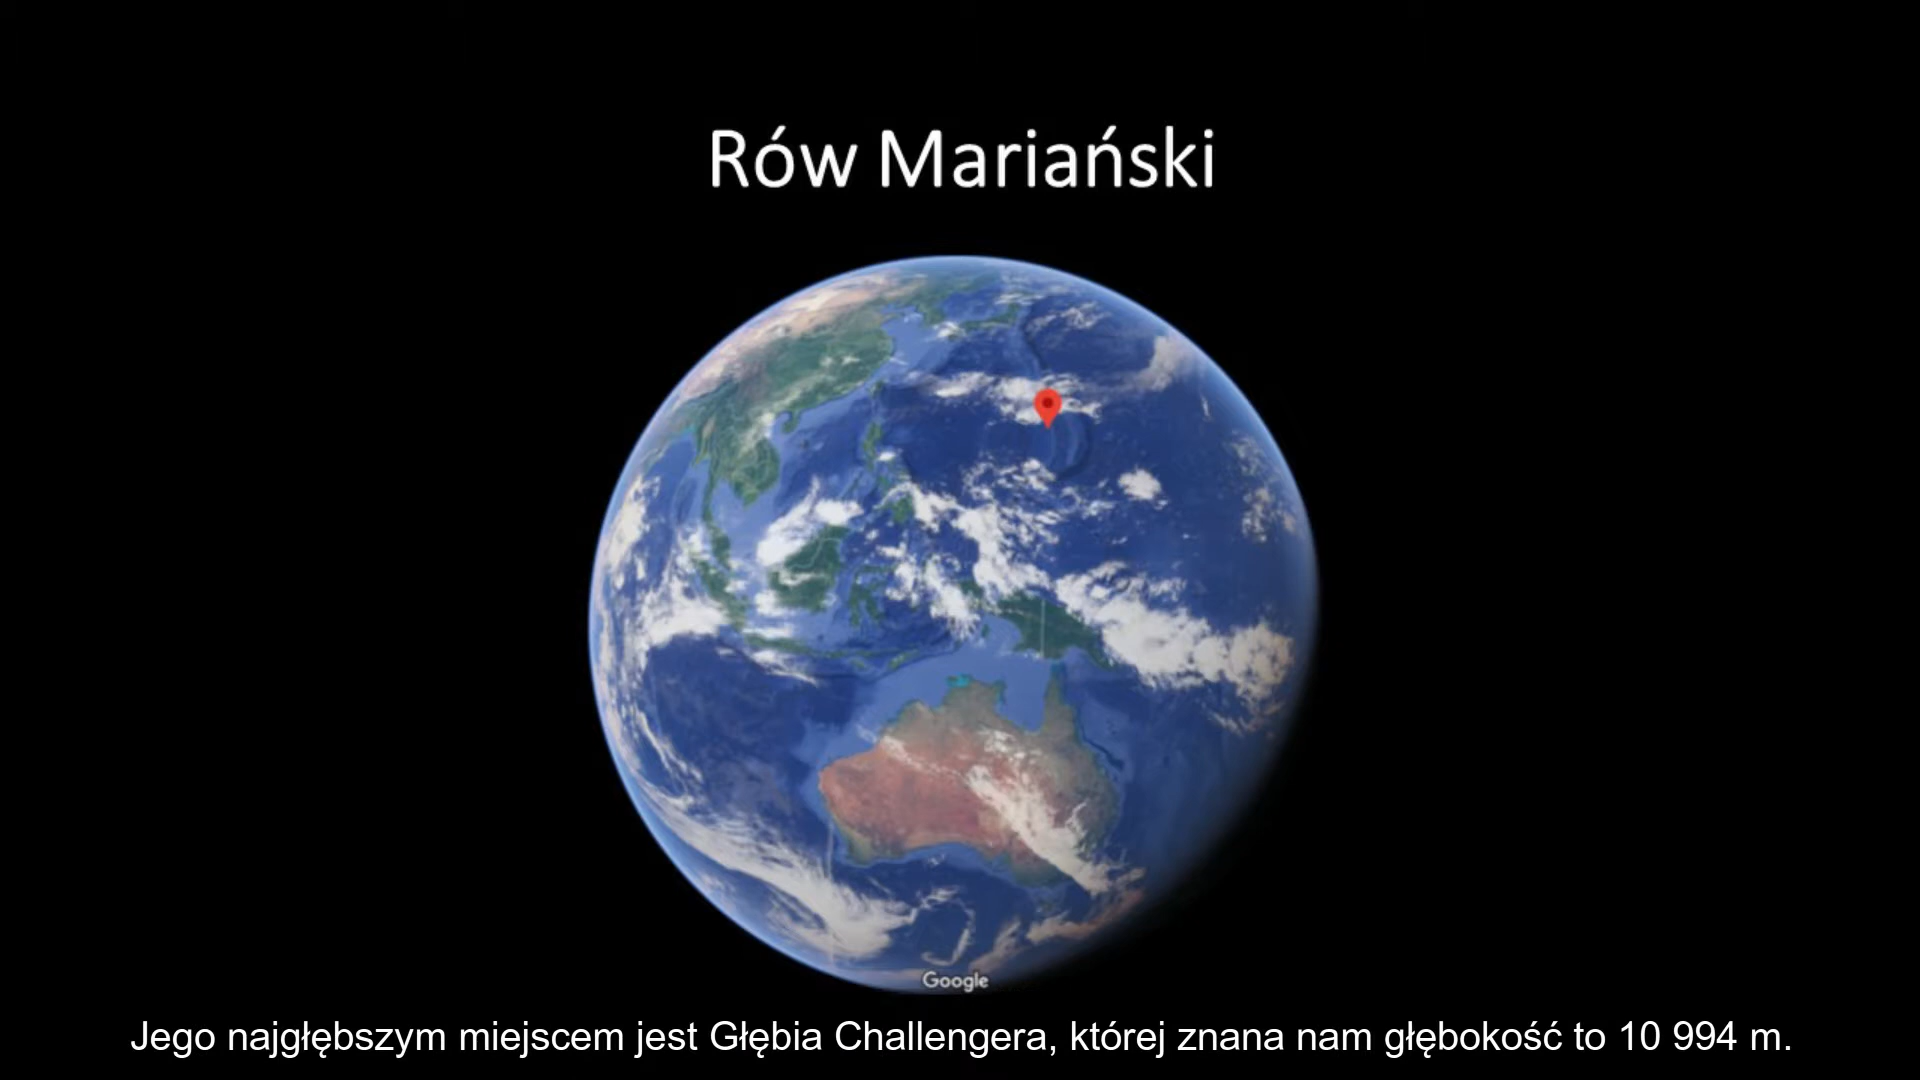 Rów Mariański
Google
Jego najgłębszym miejscem jest Głębia Challengera, której znana nam głębokość to 10 994 m.